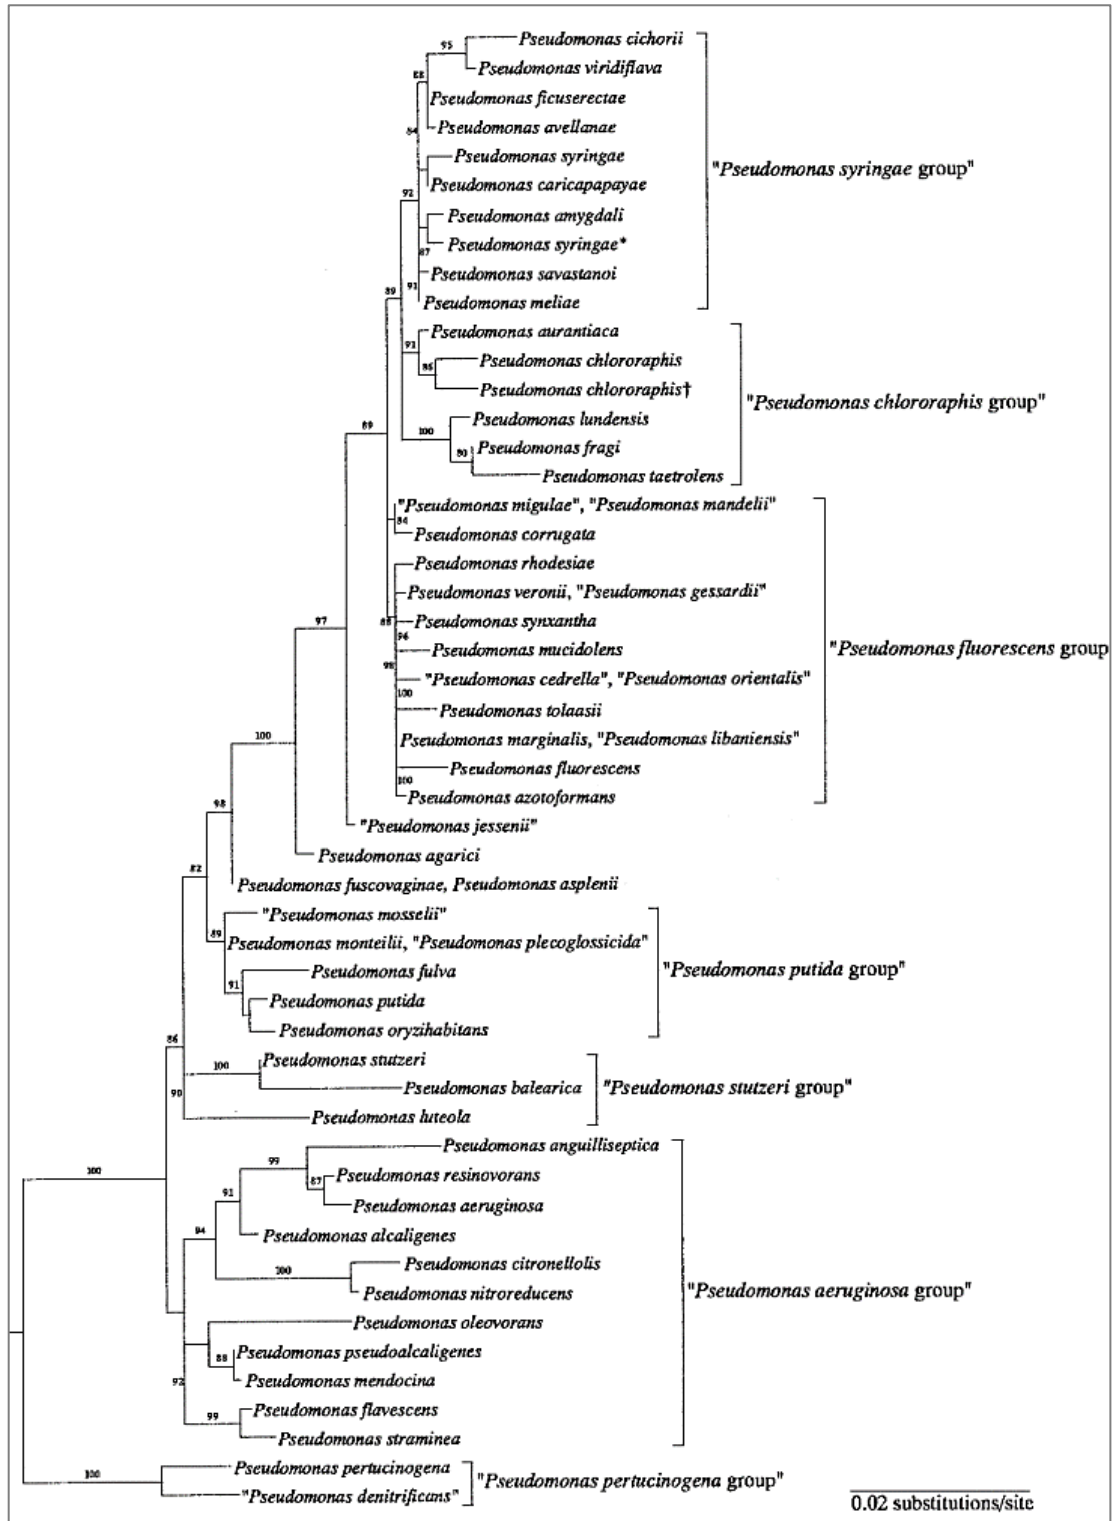 95
Pseudomonas cichorii
Pseudomonas viridiflava
88
Pseudomonas ficuserectae
84
Pseudomonas avellanae
Pseudomonas syringae
"Pseudomonas syringae group"
92
Pseudomonas caricapapayae
Pseudomonas amygdali
Pseudomonas syringae*
87
Pseudomonas savastanoi
91
89
Pseudomonas meliae
Pseudomonas aurantiaca
91
Pseudomonas chlororaphis
86
Pseudomonas chlororaphis†
"Pseudomonas chlororaphis group"
Pseudomonas lundensis
89
100
Pseudomonas fragi
80
Pseudomonas taetrolens
"Pseudomonas migulae", "Pseudomonas mandelii"
84
Pseudomonas corrugata
Pseudomonas rhodesiae
Pseudomonas veronii, "Pseudomonas gessardii"
97
88
Pseudomonas synxantha
96
Pseudomonas mucidolens
"Pseudomonas fluorescens group
98
"Pseudomonas cedrella", "Pseudomonas orientalis"
100
Pseudomonas tolaasii
100
Pseudomonas marginalis, "Pseudomonas libaniensis"
Pseudomonas fluorescens
100
Pseudomonas azotoformans
98
"Pseudomonas jessenii"
Pseudomonas agarici
82
Pseudomonas fuscovaginae, Pseudomonas asplenii
"Pseudomonas mosselii"
89
Pseudomonas monteilii, "Pseudomonas plecoglossicida"
Pseudomonas fulva
"Pseudomonas putida group"
91
Pseudomonas putida
Pseudomonas oryzihabitans
86
Pseudomonas stutzeri
100
Pseudomonas balearica
"Pseudomonas stutzeri group"
90
Pseudomonas luteola
Pseudomonas anguilliseptica
99
100
Pseudomonas resinovorans
87
91
Pseudomonas aeruginosa
94
Pseudomonas alcaligenes
Pseudomonas citronellolis
100
Pseudomonas nitroreducens
"Pseudomonas aeruginosa group"
Pseudomonas oleovorans
Pseudomonas pseudoalcaligenes
88
Pseudomonas mendocina
92
Pseudomonas flavescens
99
Pseudomonas straminea
Pseudomonas pertucinogena
100
"Pseudomonas pertucinogena group"
"Pseudomonas denitrificans"
0.02 substitutions/site